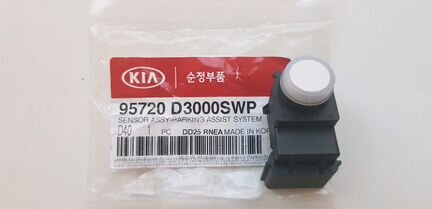 KIA 순정부품
95720 D3000SWP
SENSOR ASSY-PARKING ASSIST SYSTEM
D40 1 PC DD25 RNEA MADE IN KOR